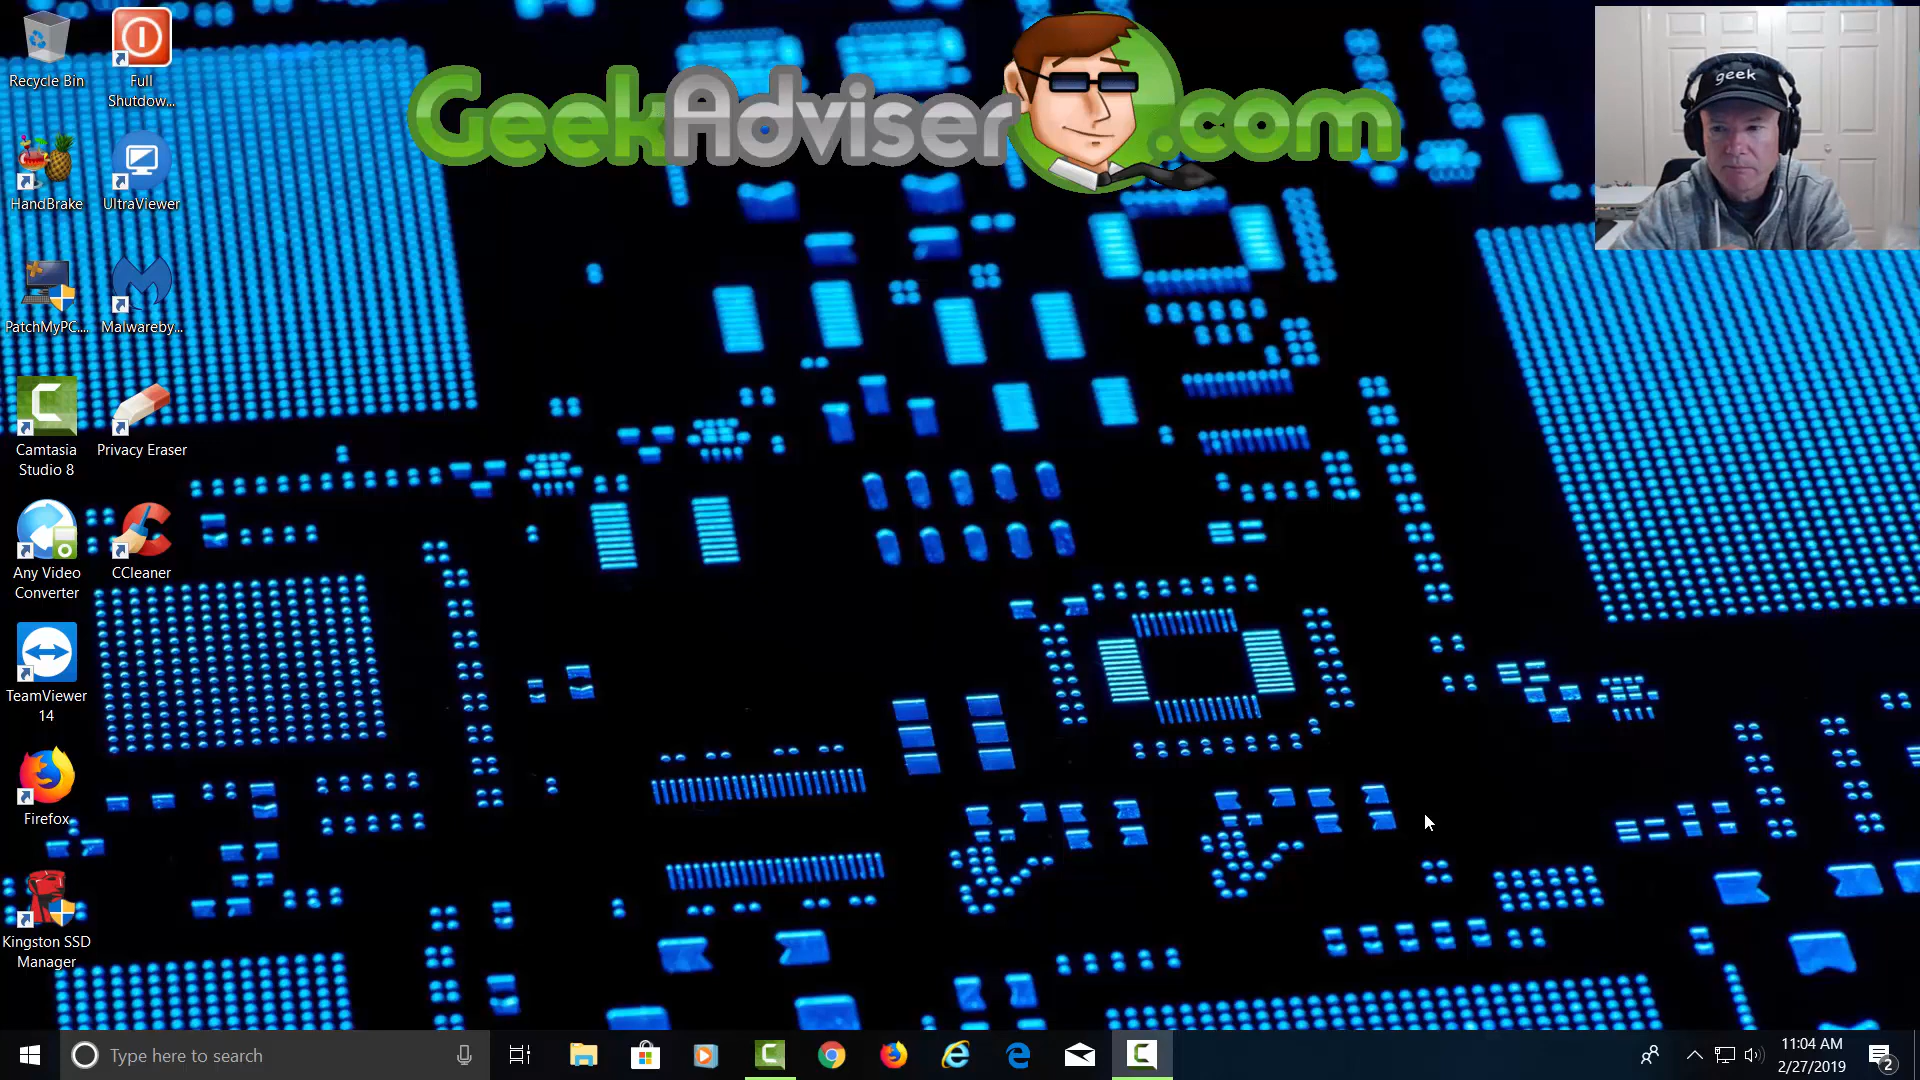 GeekAdviser.com
geek
Recycle Bin
Full
Shutdow...
HandBrake
UltraViewer
PatchMyPC...
Malwareby...
Camtasia
Studio 8
Privacy Eraser
Any Video
Converter
CCleaner
TeamViewer
14
Firefox
Kingston SSD
Manager
Type here to search
11:04 AM
2/27/2019
2